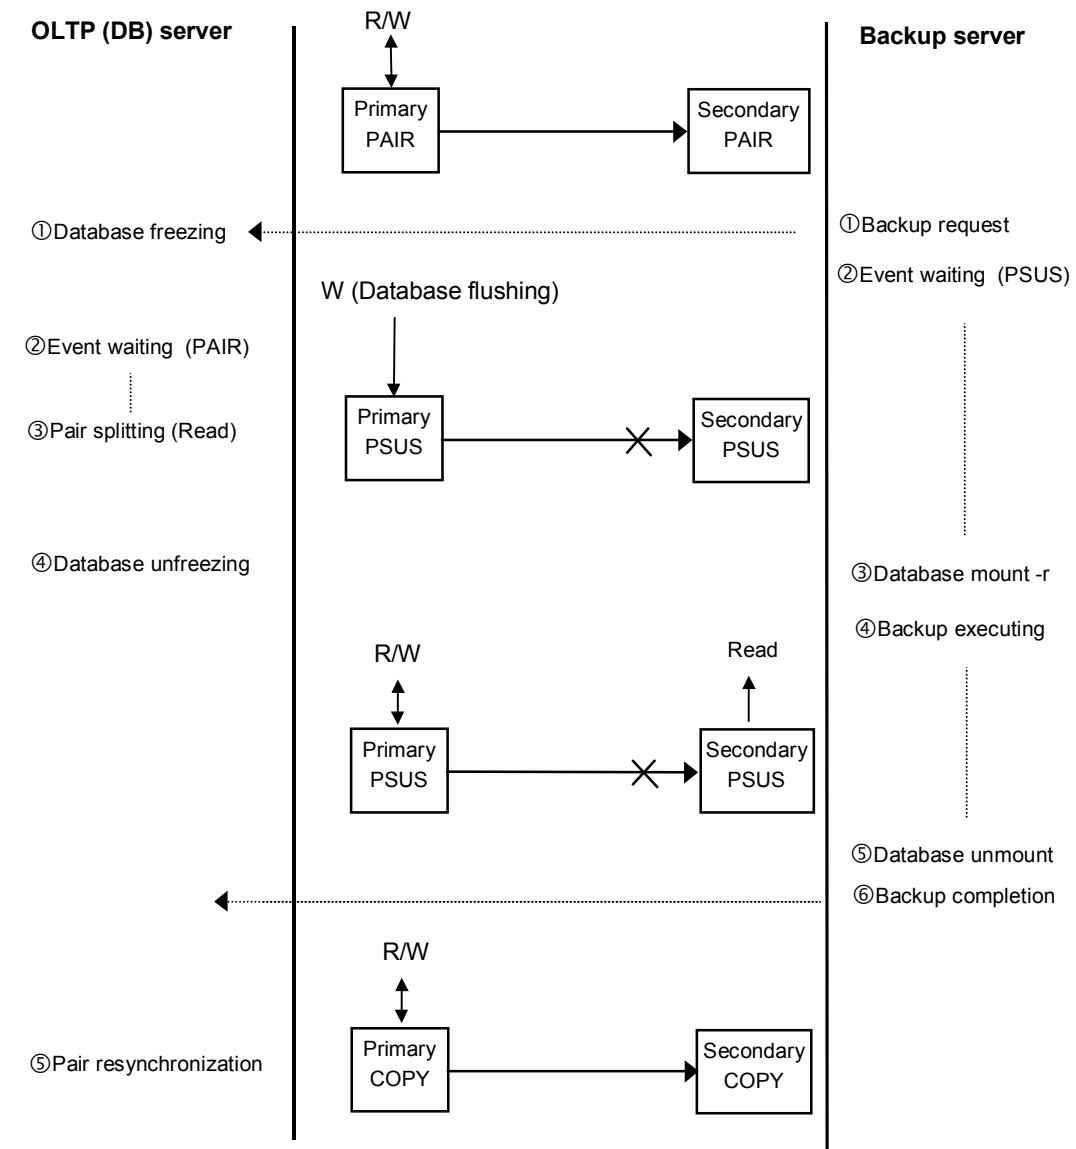 OLTP (DB) server
R/W
Backup server
Primary
PAIR
Secondary
PAIR
①Database freezing
①Backup request
②Event waiting (PSUS)
W (Database flushing)
②Event waiting (PAIR)
③Pair splitting (Read)
Primary
PSUS
Secondary
PSUS
④Database unfreezing
③Database mount -r
④Backup executing
R/W
Read
Primary
PSUS
Secondary
PSUS
⑤Database unmount
⑥Backup completion
R/W
⑤Pair resynchronization
Primary
COPY
Secondary
COPY